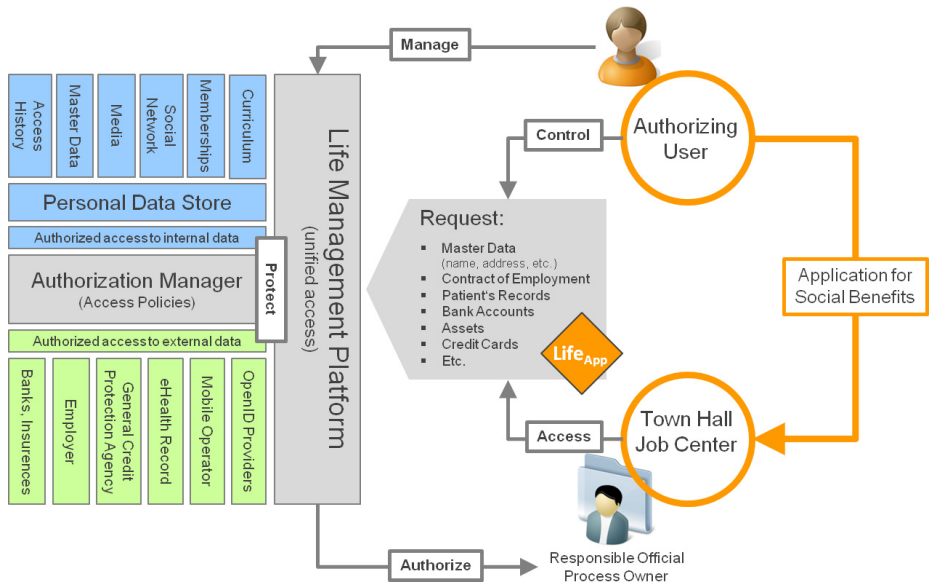 Manage
Access
History
Master Data
Media
Social
Network
Memberships
Curriculum
Personal Data Store
Authorized access to internal data
Authorization Manager
(Access Policies)
Authorized access to external data
Banks, Insurences
Employer
General Credit
Protection Agency
eHealth Record
Mobile Operator
OpenID Providers
Protect
Life Management Platform
(unified access)
Control
Request:
▪ Master Data
(name, address, etc.)
▪ Contract of Employment
▪ Patient's Records
▪ Bank Accounts
▪ Assets
▪ Credit Cards
▪ Etc.
LifeApp
Access
Authorizing
User
Application for
Social Benefits
Town Hall
Job Center
Authorize
Responsible Official
Process Owner